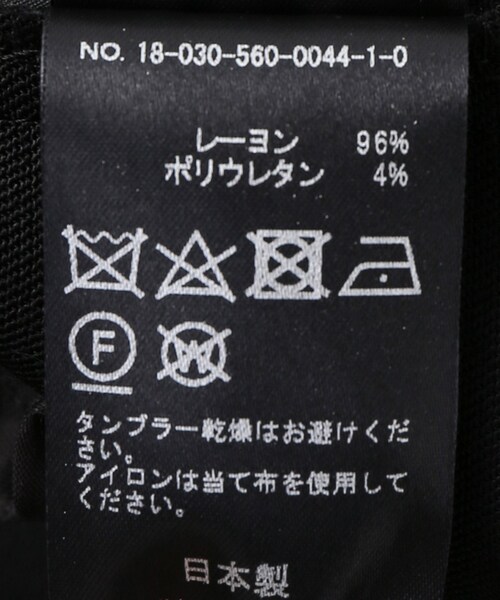 NO. 18-030-560-0044-1-0
レーヨン 96%
ポリウレタン 4%
F
W
タンブラー乾燥はお避けくだ
さい。
アイロンは当て布を使用して
ください。
日本製